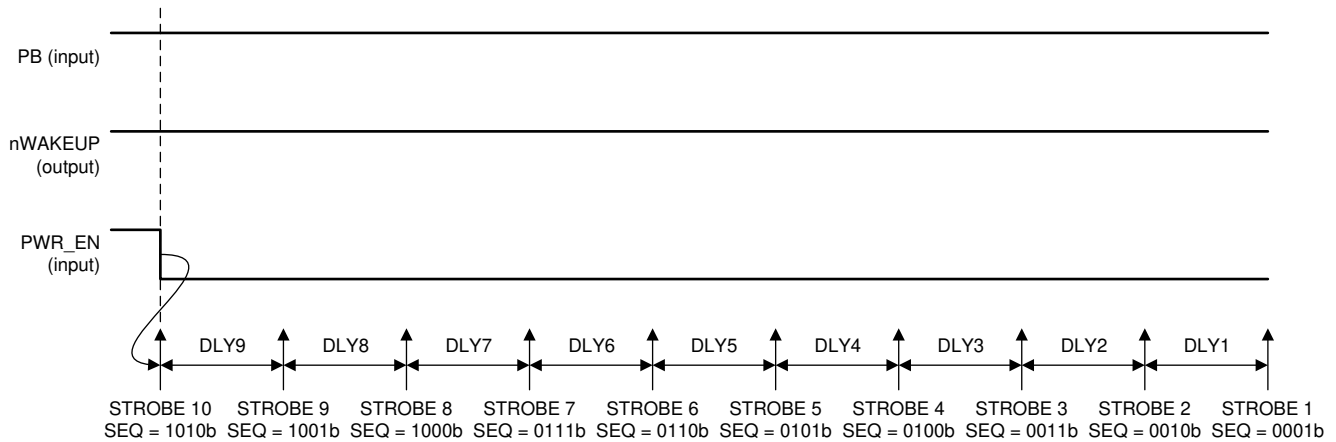 PB (input)
nWAKEUP
(output)
PWR_EN
(input)
DLY9 DLY8 DLY7 DLY6 DLY5 DLY4 DLY3 DLY2 DLY1
STROBE 10 STROBE 9 STROBE 8 STROBE 7 STROBE 6 STROBE 5 STROBE 4 STROBE 3 STROBE 2 STROBE 1
SEQ = 1010b SEQ = 1001b SEQ = 1000b SEQ = 0111b SEQ = 0110b SEQ = 0101b SEQ = 0100b SEQ = 0011b SEQ = 0010b SEQ = 0001b